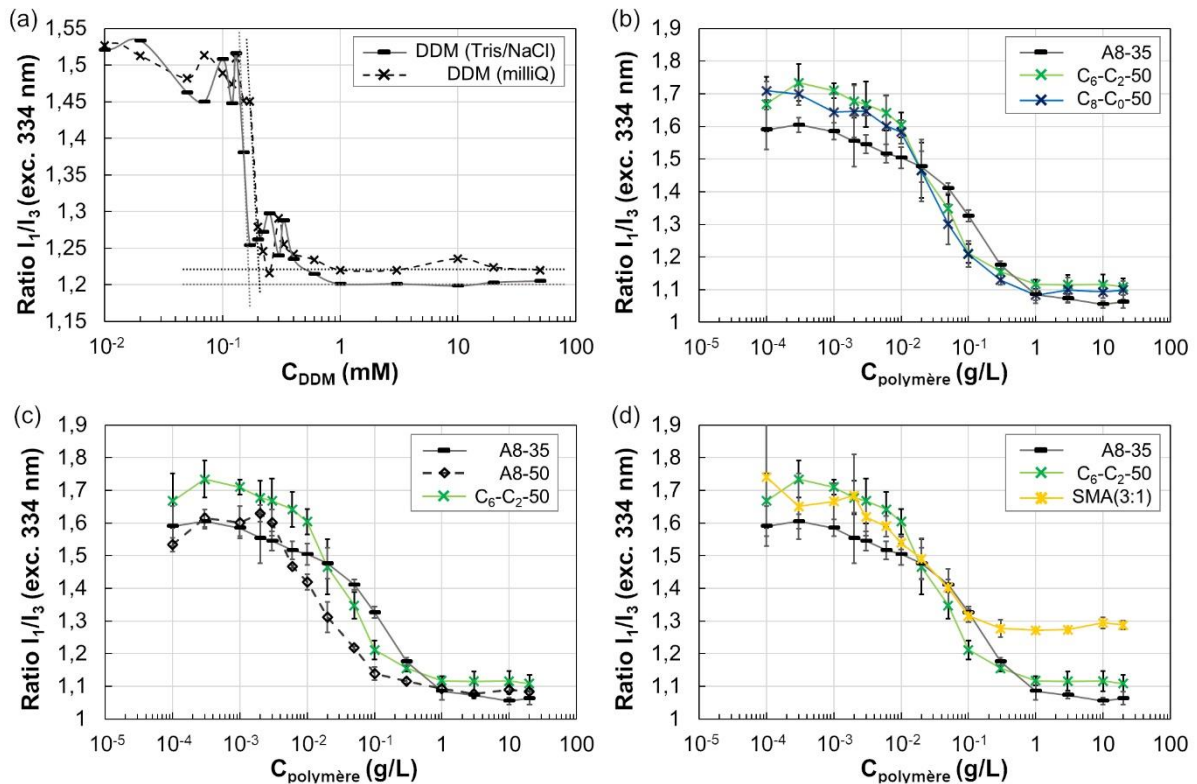 (a)
Ratio I₁/I₃ (exc. 334 nm)
1,55
1,5
1,45
1,4
1,35
1,3
1,25
1,2
1,15
DDM (Tris/NaCl)
DDM (milliQ)
10⁻² 10⁻¹ 10⁰ 1 10 100
C_DDM (mM)
(b)
Ratio I₁/I₃ (exc. 334 nm)
1,9
1,8
1,7
1,6
1,5
1,4
1,3
1,2
1,1
1
A8-35
C₆-C₂-50
C₈-C₀-50
10⁻⁵ 10⁻⁴ 10⁻³ 10⁻² 10⁻¹ 1 10 100
C_polymère (g/L)
(c)
Ratio I₁/I₃ (exc. 334 nm)
1,9
1,8
1,7
1,6
1,5
1,4
1,3
1,2
1,1
1
A8-35
A8-50
C₆-C₂-50
10⁻⁵ 10⁻⁴ 10⁻³ 10⁻² 10⁻¹ 1 10 100
C_polymère (g/L)
(d)
Ratio I₁/I₃ (exc. 334 nm)
1,9
1,8
1,7
1,6
1,5
1,4
1,3
1,2
1,1
1
A8-35
C₆-C₂-50
SMA(3:1)
10⁻⁵ 10⁻⁴ 10⁻³ 10⁻² 10⁻¹ 1 10 100
C_polymère (g/L)